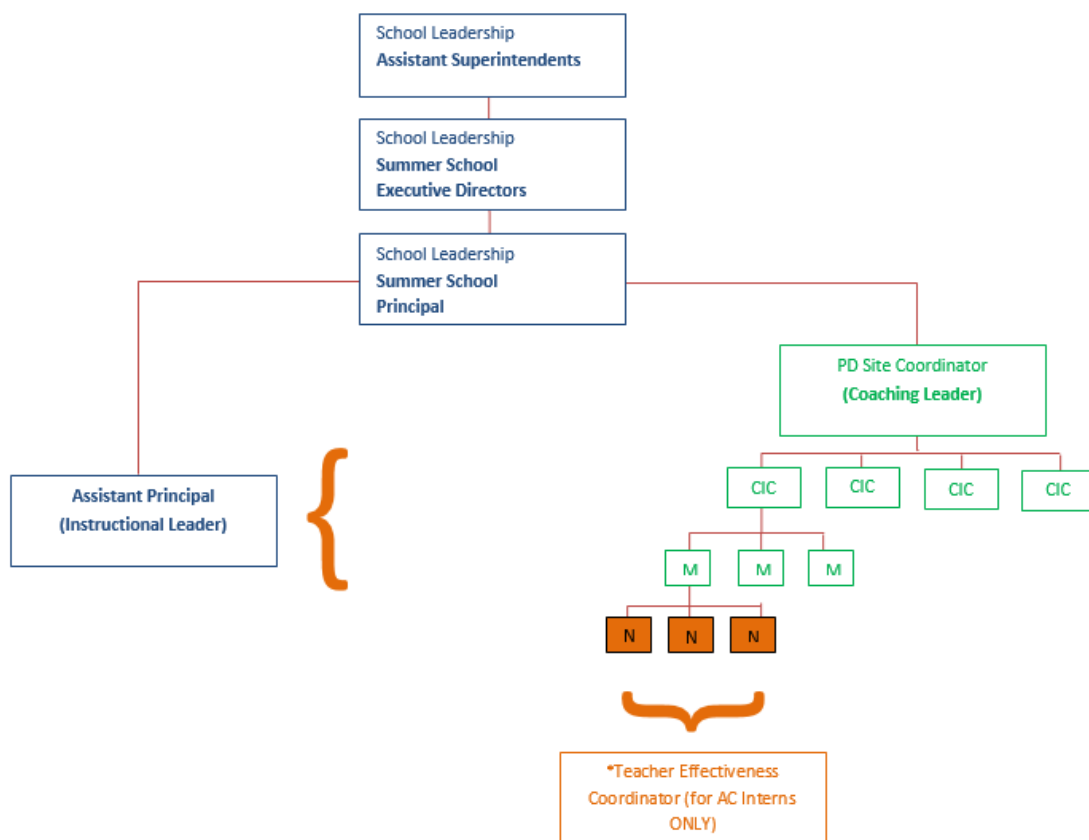 School Leadership
Assistant Superintendents
School Leadership
Summer School
Executive Directors
School Leadership
Summer School
Principal
PD Site Coordinator
(Coaching Leader)
Assistant Principal
(Instructional Leader)
CIC
CIC
CIC
CIC
M
M
M
N
N
N
*Teacher Effectiveness
Coordinator (for AC Interns
ONLY)